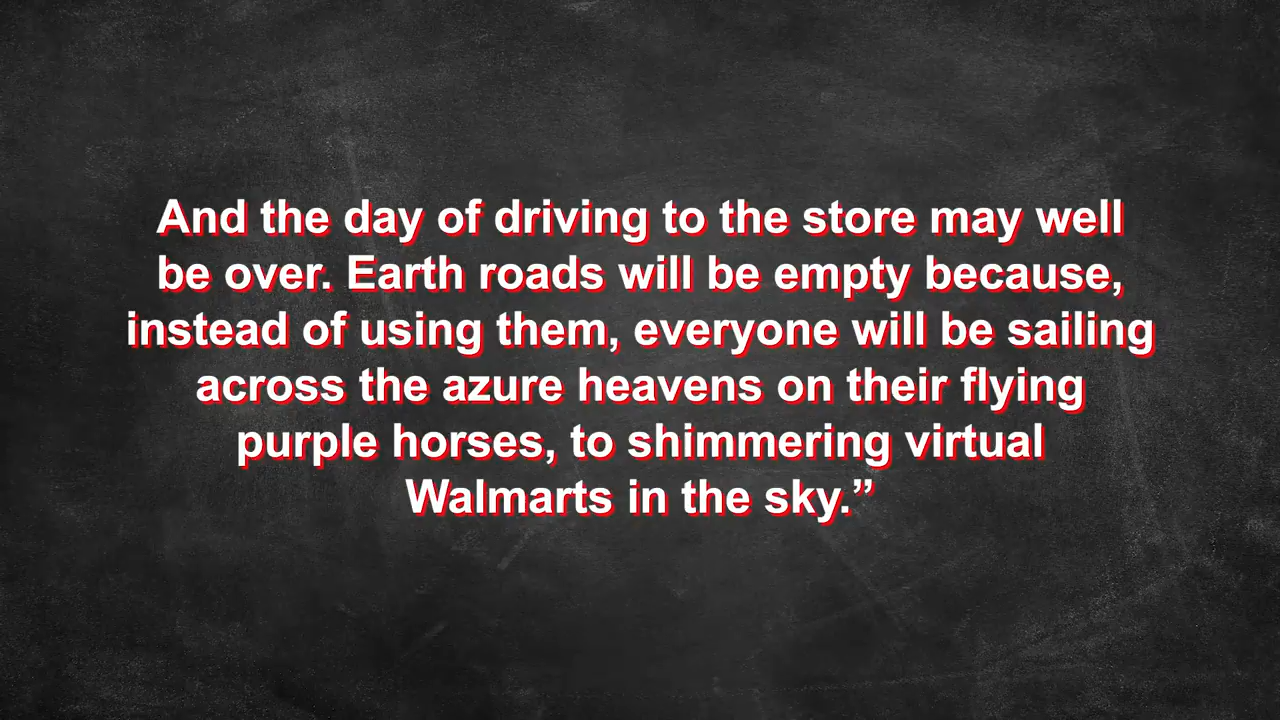 And the day of driving to the store may well
be over. Earth roads will be empty because,
instead of using them, everyone will be sailing
across the azure heavens on their flying
purple horses, to shimmering virtual
Walmarts in the sky.”